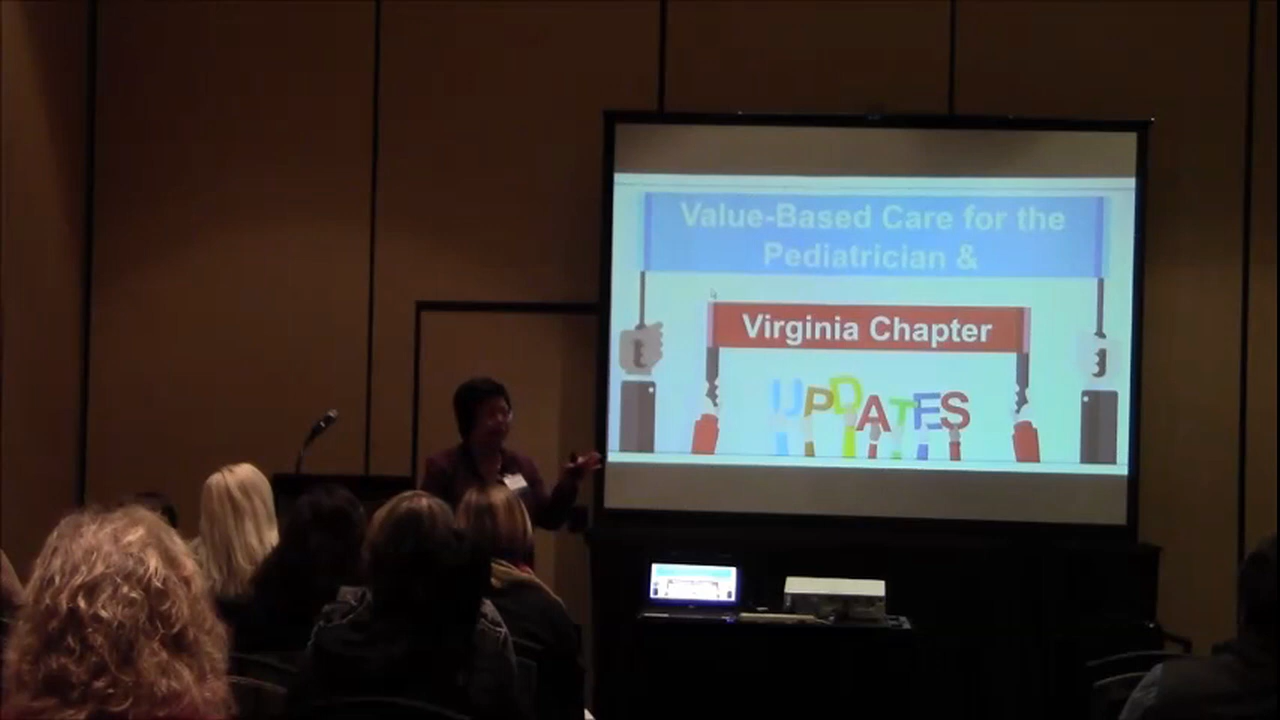 Value-Based Care for the
Pediatrician &
Virginia Chapter
UPDATES